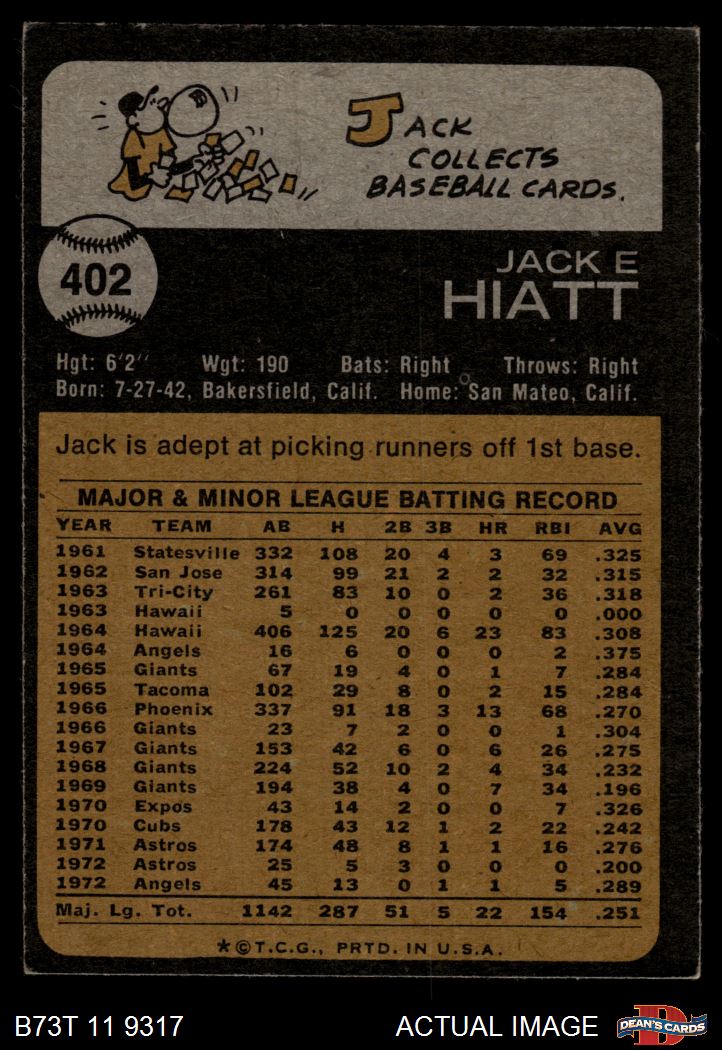 JACK
COLLECTS
BASEBALL CARDS.
402
JACK E
HIATT
Hgt: 6'2" Wgt: 190 Bats: Right Throws: Right
Born: 7-27-42, Bakersfield, Calif. Home: San Mateo, Calif.
Jack is adept at picking runners off 1st base.
MAJOR & MINOR LEAGUE BATTING RECORD
YEAR TEAM AB H 2B 3B HR RBI AVG
1961 Statesville 332 108 20 4 3 69 .325
1962 San Jose 314 99 21 2 2 32 .315
1963 Tri-City 261 83 10 0 2 36 .318
1963 Hawaii 5 0 0 0 0 0 .000
1964 Hawaii 406 125 20 6 23 83 .308
1964 Angels 16 6 0 0 0 2 .375
1965 Giants 67 19 4 0 1 7 .284
1965 Tacoma 102 29 8 0 2 15 .284
1966 Phoenix 337 91 18 3 13 68 .270
1966 Giants 23 7 2 0 0 1 .304
1967 Giants 153 42 6 0 6 26 .275
1968 Giants 224 52 10 2 4 34 .232
1969 Giants 194 38 4 0 7 34 .196
1970 Expos 43 14 2 0 0 7 .326
1970 Cubs 178 43 12 1 2 22 .242
1971 Astros 174 48 8 1 1 16 .276
1972 Astros 25 5 3 0 0 0 .200
1972 Angels 45 13 0 1 1 5 .289
Maj. Lg. Tot. 1142 287 51 5 22 154 .251
*©T.C.G., PRTD. IN U.S.A.
B73T 11 9317 ACTUAL IMAGE
D
DEAN'S CARDS